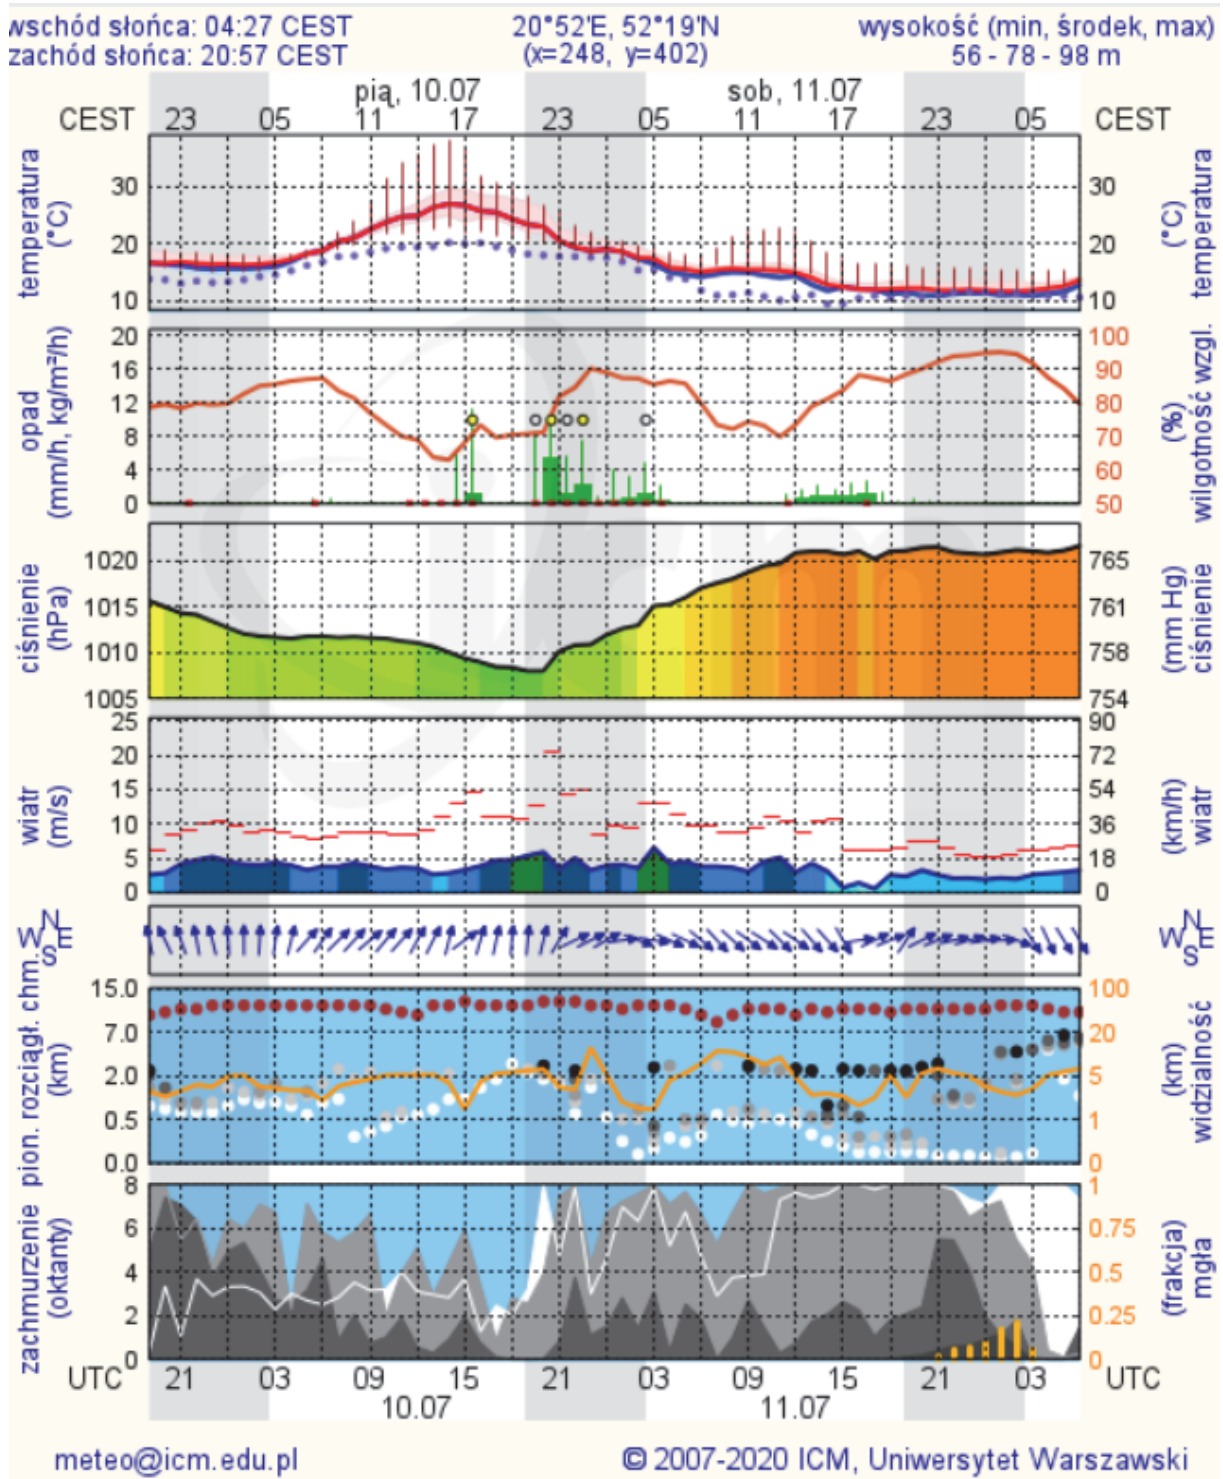 wschód słońca: 04:27 CEST 20°52'E, 52°19'N wysokość (min, środek, max)
zachód słońca: 20:57 CEST (x=248, y=402) 56 - 78 - 98 m
pią, 10.07 sob, 11.07
CEST 23 05 11 17 23 05 11 17 23 05 CEST
temperatura
(°C)
30
20
10
30
20
10
temperatura
(°C)
opad
(mm/h, kg/m²/h)
20
16
12
8
4
0
100
90
80
70
60
50
wilgotność wzgl.
(%)
ciśnienie
(hPa)
1020
1015
1010
1005
765
761
758
754
(mm Hg)
ciśnienie
wiatr
(m/s)
25
20
15
10
5
0
90
72
54
36
18
0
(km/h)
wiatr
N
W E
S
N
W E
S
pion. rozciągł. chm.
(km)
15.0
7.0
2.0
0.5
0.0
100
20
5
1
0
(km)
widzialność
zachmurzenie
(oktanty)
8
6
4
2
0
1
0.75
0.5
0.25
0
(frakcja)
mgła
UTC 21 03 09 15 21 03 09 15 21 03 UTC
10.07 11.07
meteo@icm.edu.pl © 2007-2020 ICM, Uniwersytet Warszawski